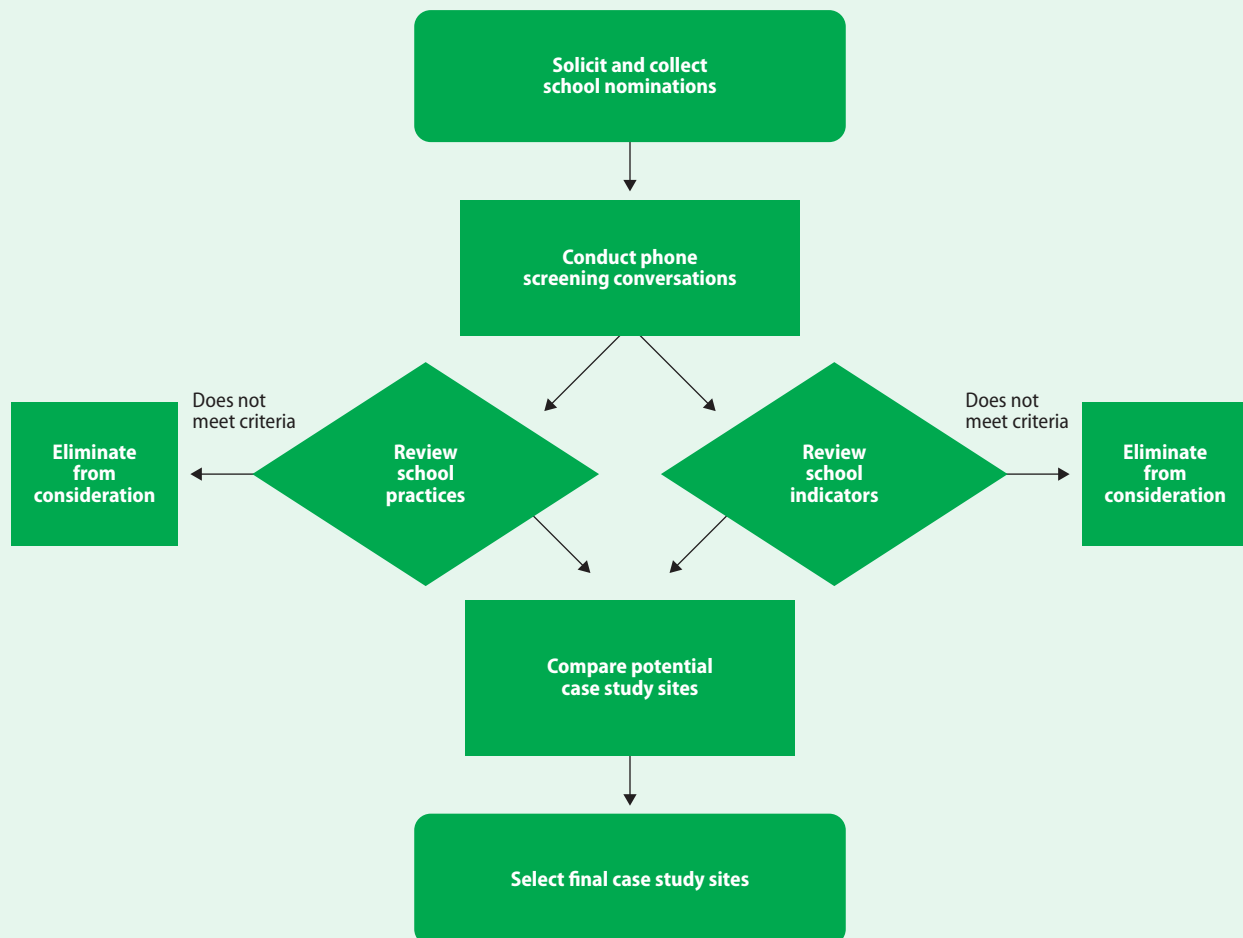 Solicit and collect
school nominations
Conduct phone
screening conversations
Does not
meet criteria
Eliminate
from
consideration
Review
school
practices
Review
school
indicators
Does not
meet criteria
Eliminate
from
consideration
Compare potential
case study sites
Select final case study sites